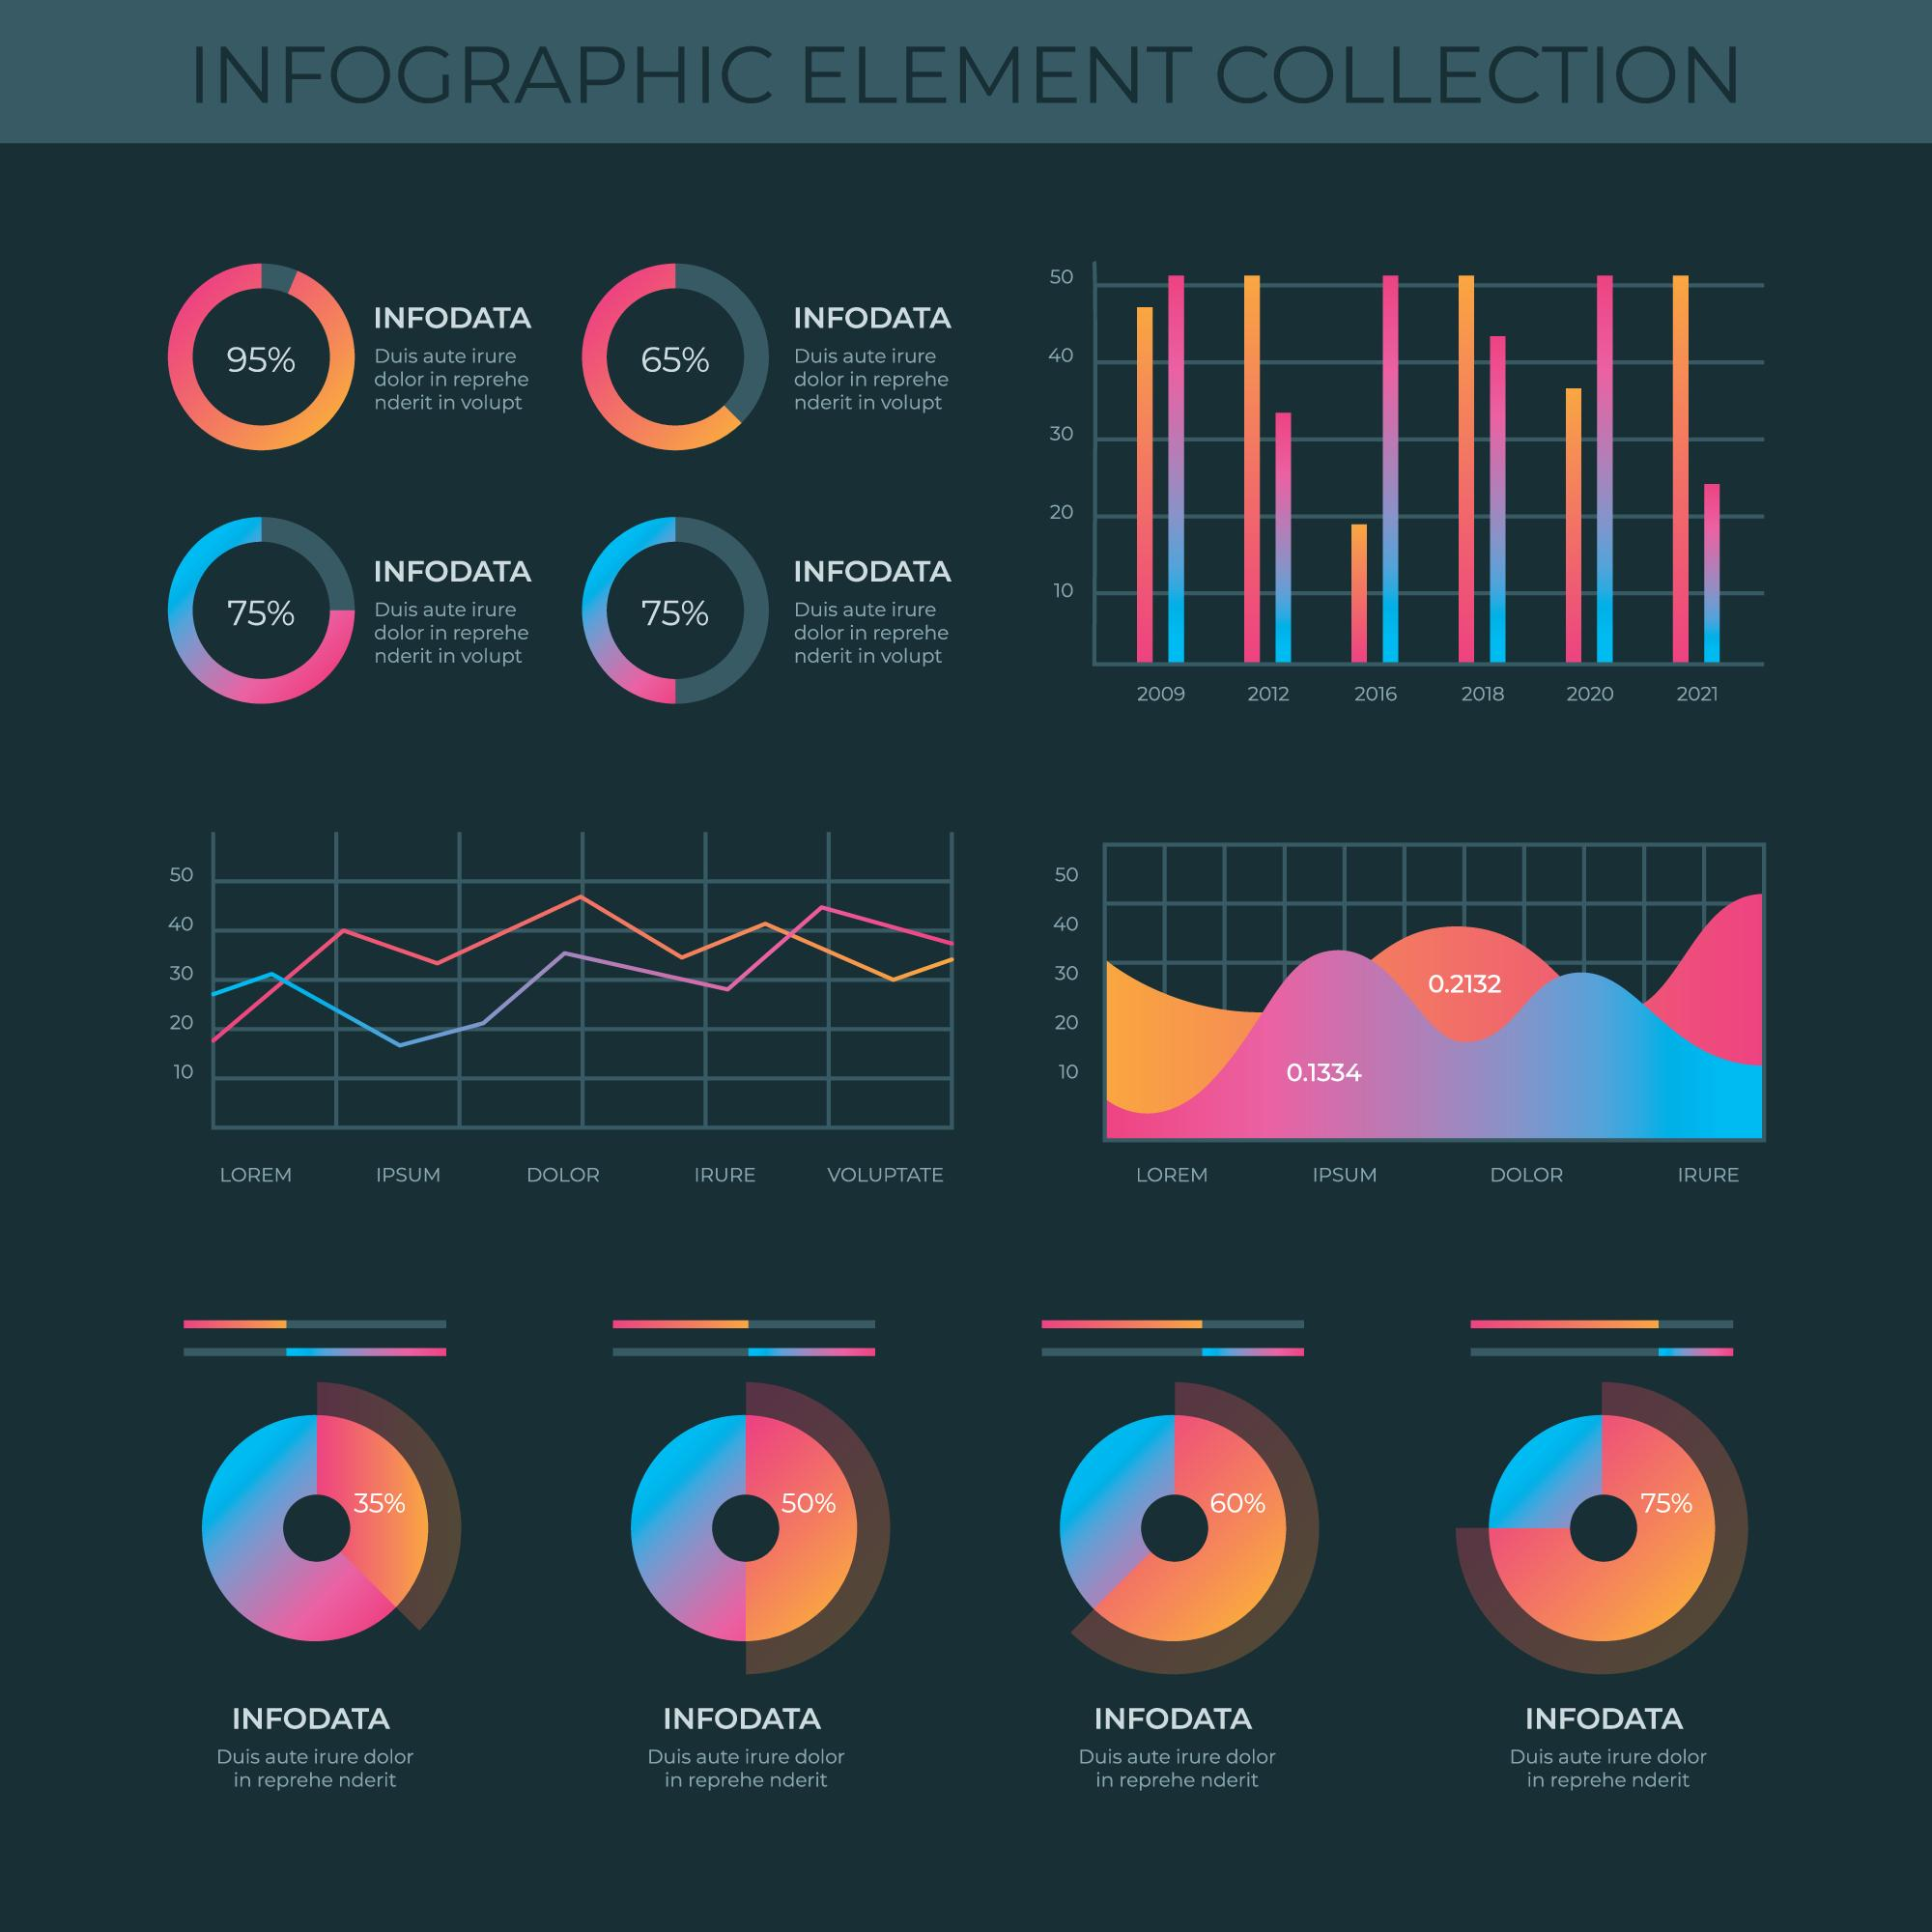 INFOGRAPHIC ELEMENT COLLECTION
95%
INFODATA
Duis aute irure
dolor in reprehe
nderit in volupt
65%
INFODATA
Duis aute irure
dolor in reprehe
nderit in volupt
75%
INFODATA
Duis aute irure
dolor in reprehe
nderit in volupt
75%
INFODATA
Duis aute irure
dolor in reprehe
nderit in volupt
50
40
30
20
10
2009 2012 2016 2018 2020 2021
50
40
30
20
10
LOREM IPSUM DOLOR IRURE VOLUPTATE
50
40
30
20
10
0.2132
0.1334
LOREM IPSUM DOLOR IRURE
35%
INFODATA
Duis aute irure dolor
in reprehe nderit
50%
INFODATA
Duis aute irure dolor
in reprehe nderit
60%
INFODATA
Duis aute irure dolor
in reprehe nderit
75%
INFODATA
Duis aute irure dolor
in reprehe nderit